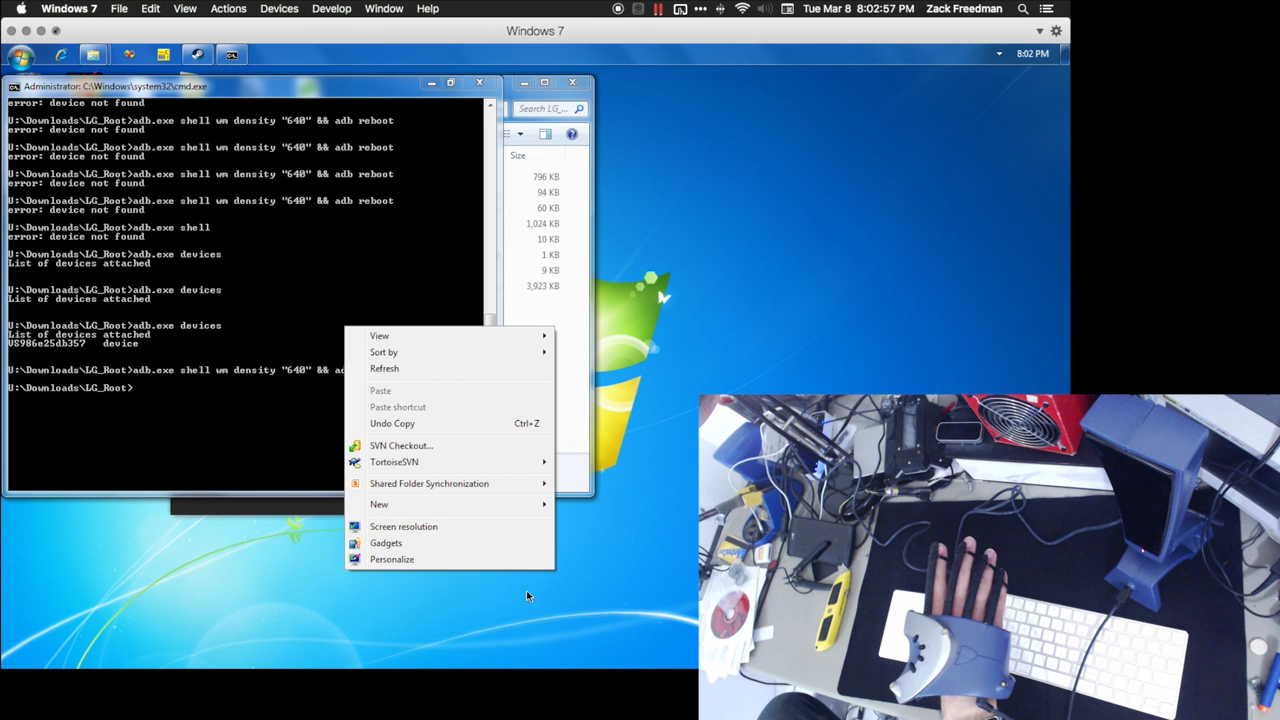 Windows 7 File Edit View Actions Devices Develop Window Help Tue Mar 8 8:02:57 PM Zack Freedman
Windows 7
8:02 PM
Administrator: C:\Windows\system32\cmd.exe
error: device not found
U:\Downloads\LG_Root>adb.exe shell wm density "640" && adb reboot
error: device not found
U:\Downloads\LG_Root>adb.exe shell wm density "640" && adb reboot
error: device not found
U:\Downloads\LG_Root>adb.exe shell wm density "640" && adb reboot
error: device not found
U:\Downloads\LG_Root>adb.exe shell wm density "640" && adb reboot
error: device not found
U:\Downloads\LG_Root>adb.exe shell
error: device not found
U:\Downloads\LG_Root>adb.exe devices
List of devices attached
U:\Downloads\LG_Root>adb.exe devices
List of devices attached
U:\Downloads\LG_Root>adb.exe devices
List of devices attached
VS986e25db357 device
U:\Downloads\LG_Root>adb.exe shell wm density "640" && ad
U:\Downloads\LG_Root>
Search LG_...
Size
796 KB
94 KB
60 KB
1,024 KB
10 KB
1 KB
9 KB
3,923 KB
View
Sort by
Refresh
Paste
Paste shortcut
Undo Copy Ctrl+Z
SVN Checkout...
TortoiseSVN
Shared Folder Synchronization
New
Screen resolution
Gadgets
Personalize